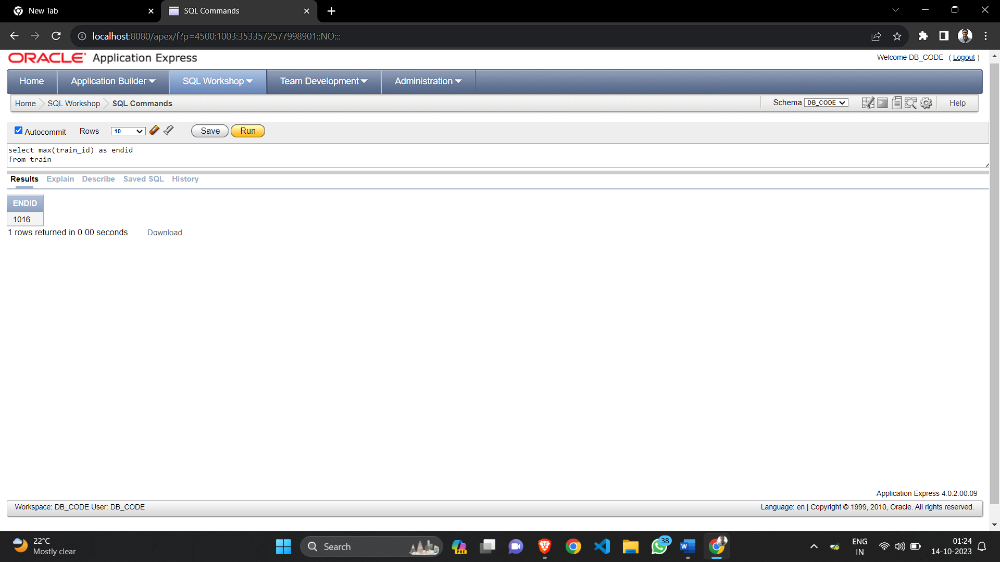 New Tab
SQL Commands
localhost:8080/apex/f?p=4500:1003:3533572577998901::NO:::
ORACLE® Application Express
Welcome DB_CODE ( Logout )
Home Application Builder SQL Workshop Team Development Administration
Home SQL Workshop SQL Commands
Schema DB_CODE Help
Autocommit Rows 10 Save Run
select max(train_id) as endid
from train
Results Explain Describe Saved SQL History
ENDID
1016
1 rows returned in 0.00 seconds Download
Application Express 4.0.2.00.09
Workspace: DB_CODE User: DB_CODE
Language: en | Copyright © 1999, 2010, Oracle. All rights reserved.
22°C
Mostly clear
Search
PRE
38
ENG
IN
01:24
14-10-2023